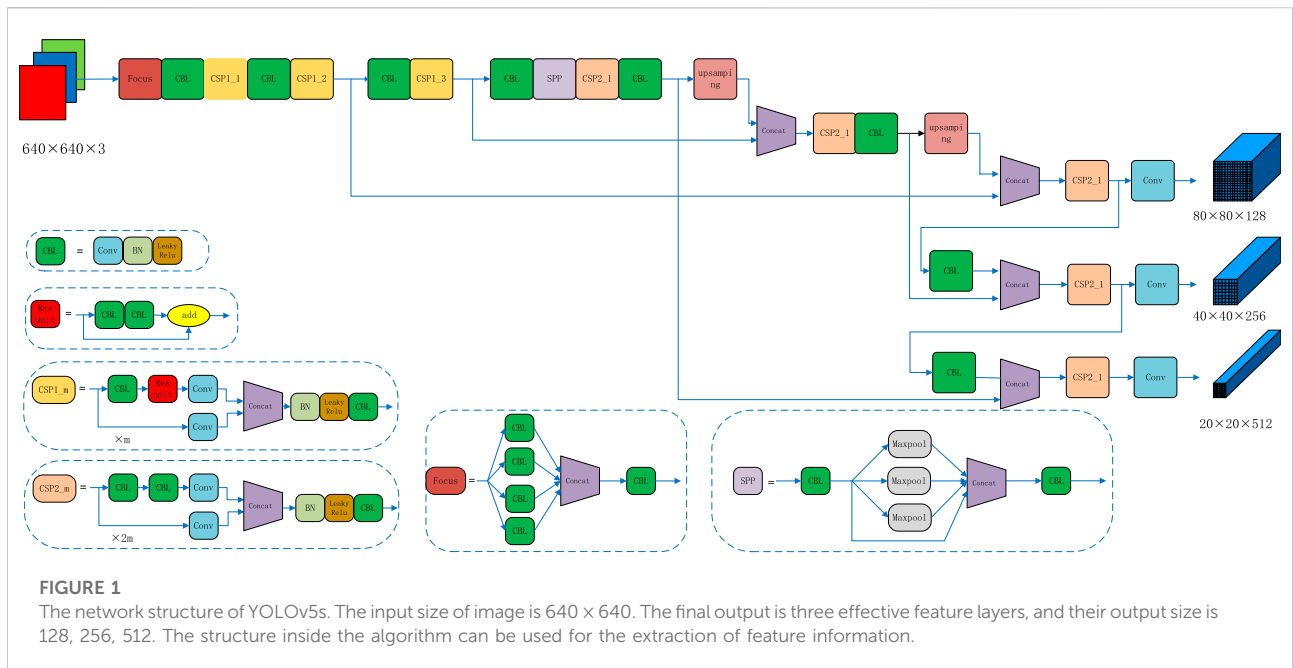 Focus CBL CSP1_1 CBL CSP1_2 CBL CSP1_3 CBL SPP CSP2_1 CBL upsampi
ng
640×640×3
Concat CSP2_1 CBL upsampi
ng
Concat CSP2_1 Conv
80×80×128
CBL Concat CSP2_1 Conv
40×40×256
CBL Concat CSP2_1 Conv
20×20×512
CBL = Conv BN Leaky
Relu
Res
unit = CBL CBL add
CSP1_m = CBL Res
unit Conv
Conv
Concat BN Leaky
Relu CBL
×m
CSP2_m = CBL CBL Conv
Conv
Concat BN Leaky
Relu CBL
×2m
Focus = CBL
CBL
CBL
CBL
Concat CBL
SPP = CBL Maxpool
Maxpool
Maxpool
Concat CBL
FIGURE 1
The network structure of YOLOv5s. The input size of image is 640 × 640. The final output is three effective feature layers, and their output size is
128, 256, 512. The structure inside the algorithm can be used for the extraction of feature information.